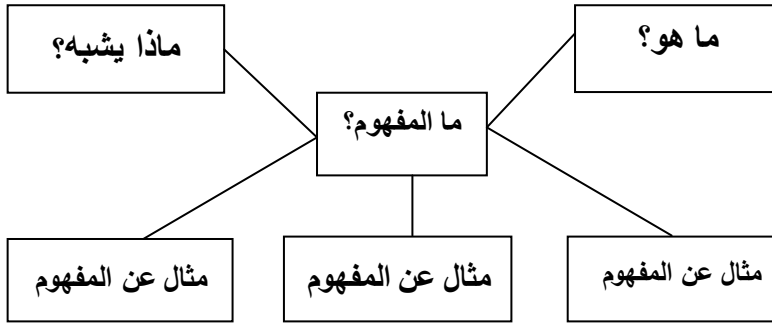 ما هو؟
ماذا يشبه؟
ما المفهوم؟
مثال عن المفهوم
مثال عن المفهوم
مثال عن المفهوم